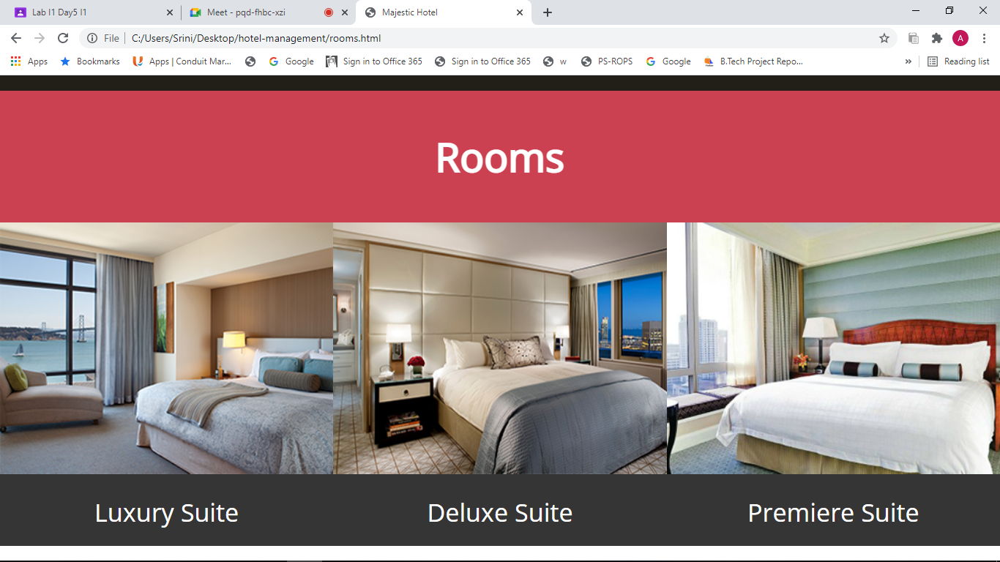 Lab I1 Day5 I1
Meet - pqd-fhbc-xzi
Majestic Hotel
File
C:/Users/Srini/Desktop/hotel-management/rooms.html
A
Apps
Bookmarks
Apps | Conduit Mar...
Google
Sign in to Office 365
Sign in to Office 365
w
PS-ROPS
Google
B.Tech Project Repo...
»
Reading list
Rooms
Luxury Suite
Deluxe Suite
Premiere Suite